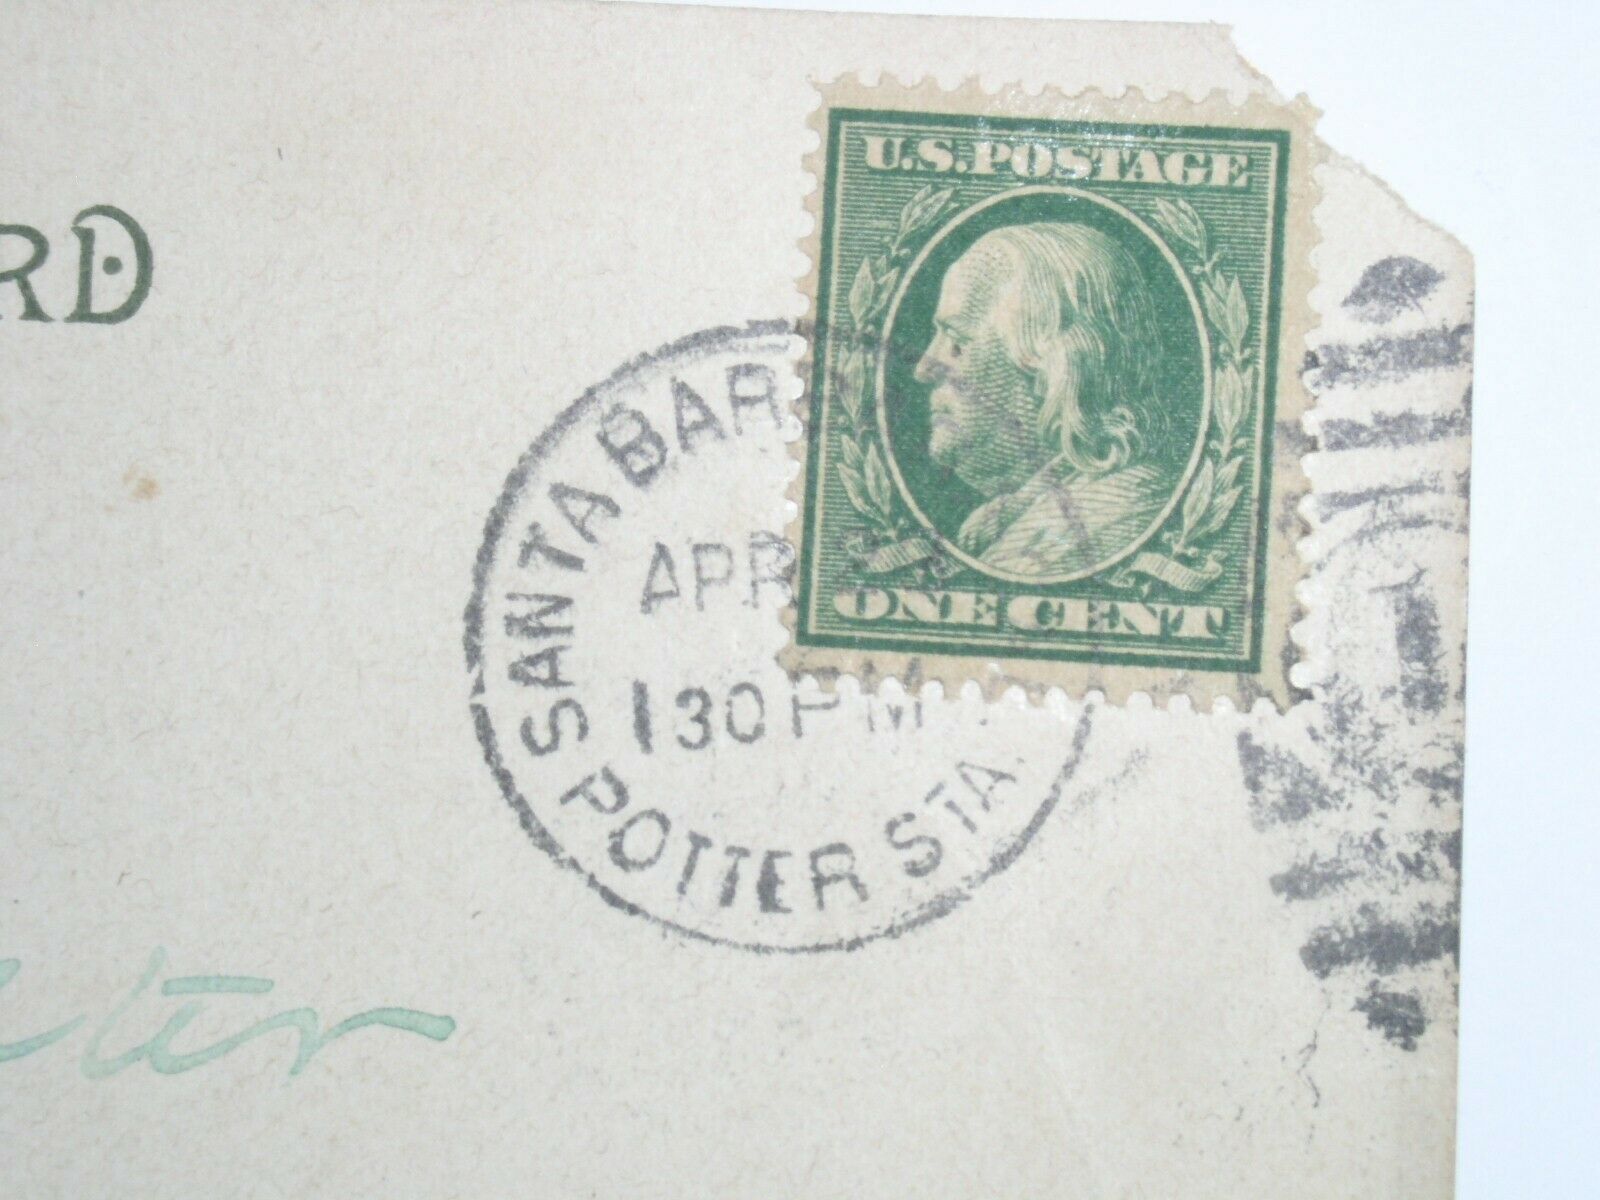 RD
U.S. POSTAGE
ONE CENT
SANTA BAR
APR
1 30 PM
POTTER STA.